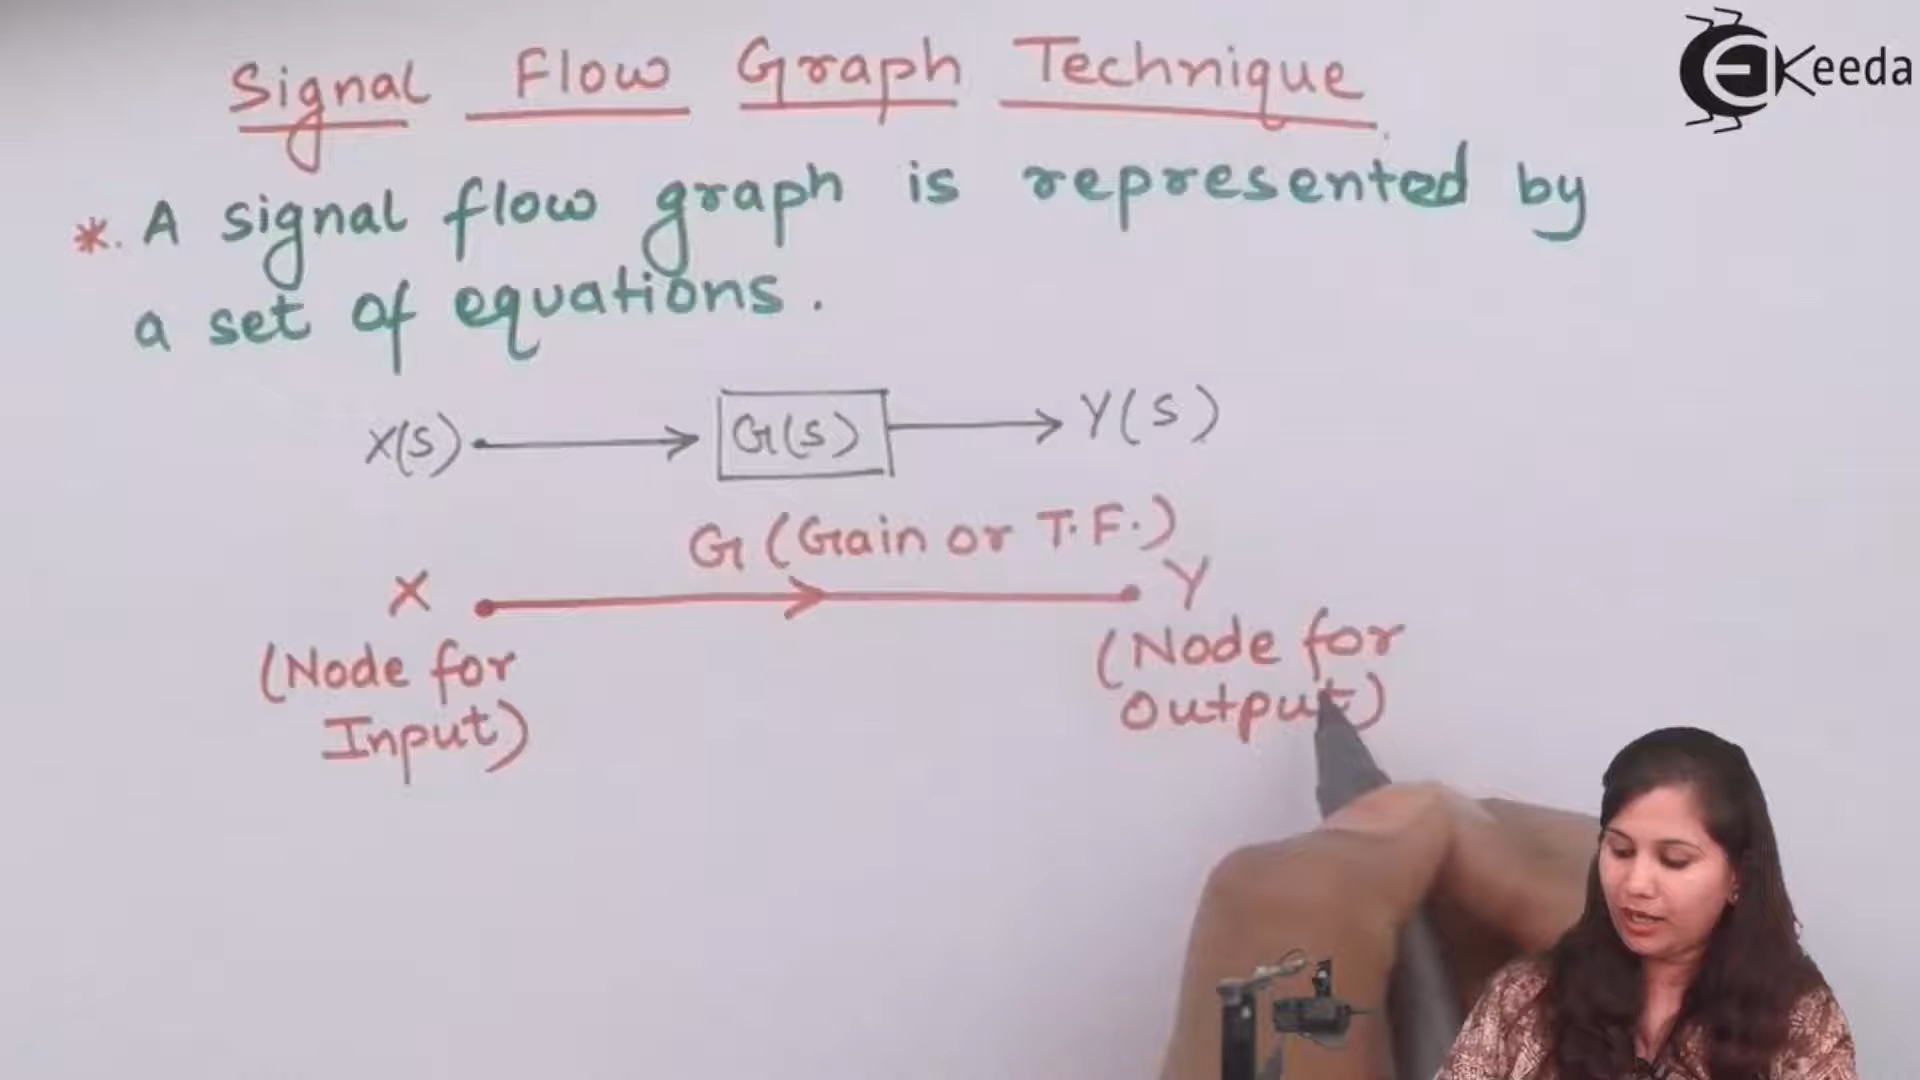 Signal Flow Graph Technique
EKeeda
*. A signal flow graph is represented by
a set of equations.
X(S) G(S) Y(S)
G (Gain or T.F.)
X Y
(Node for
Input)
(Node for
Output)